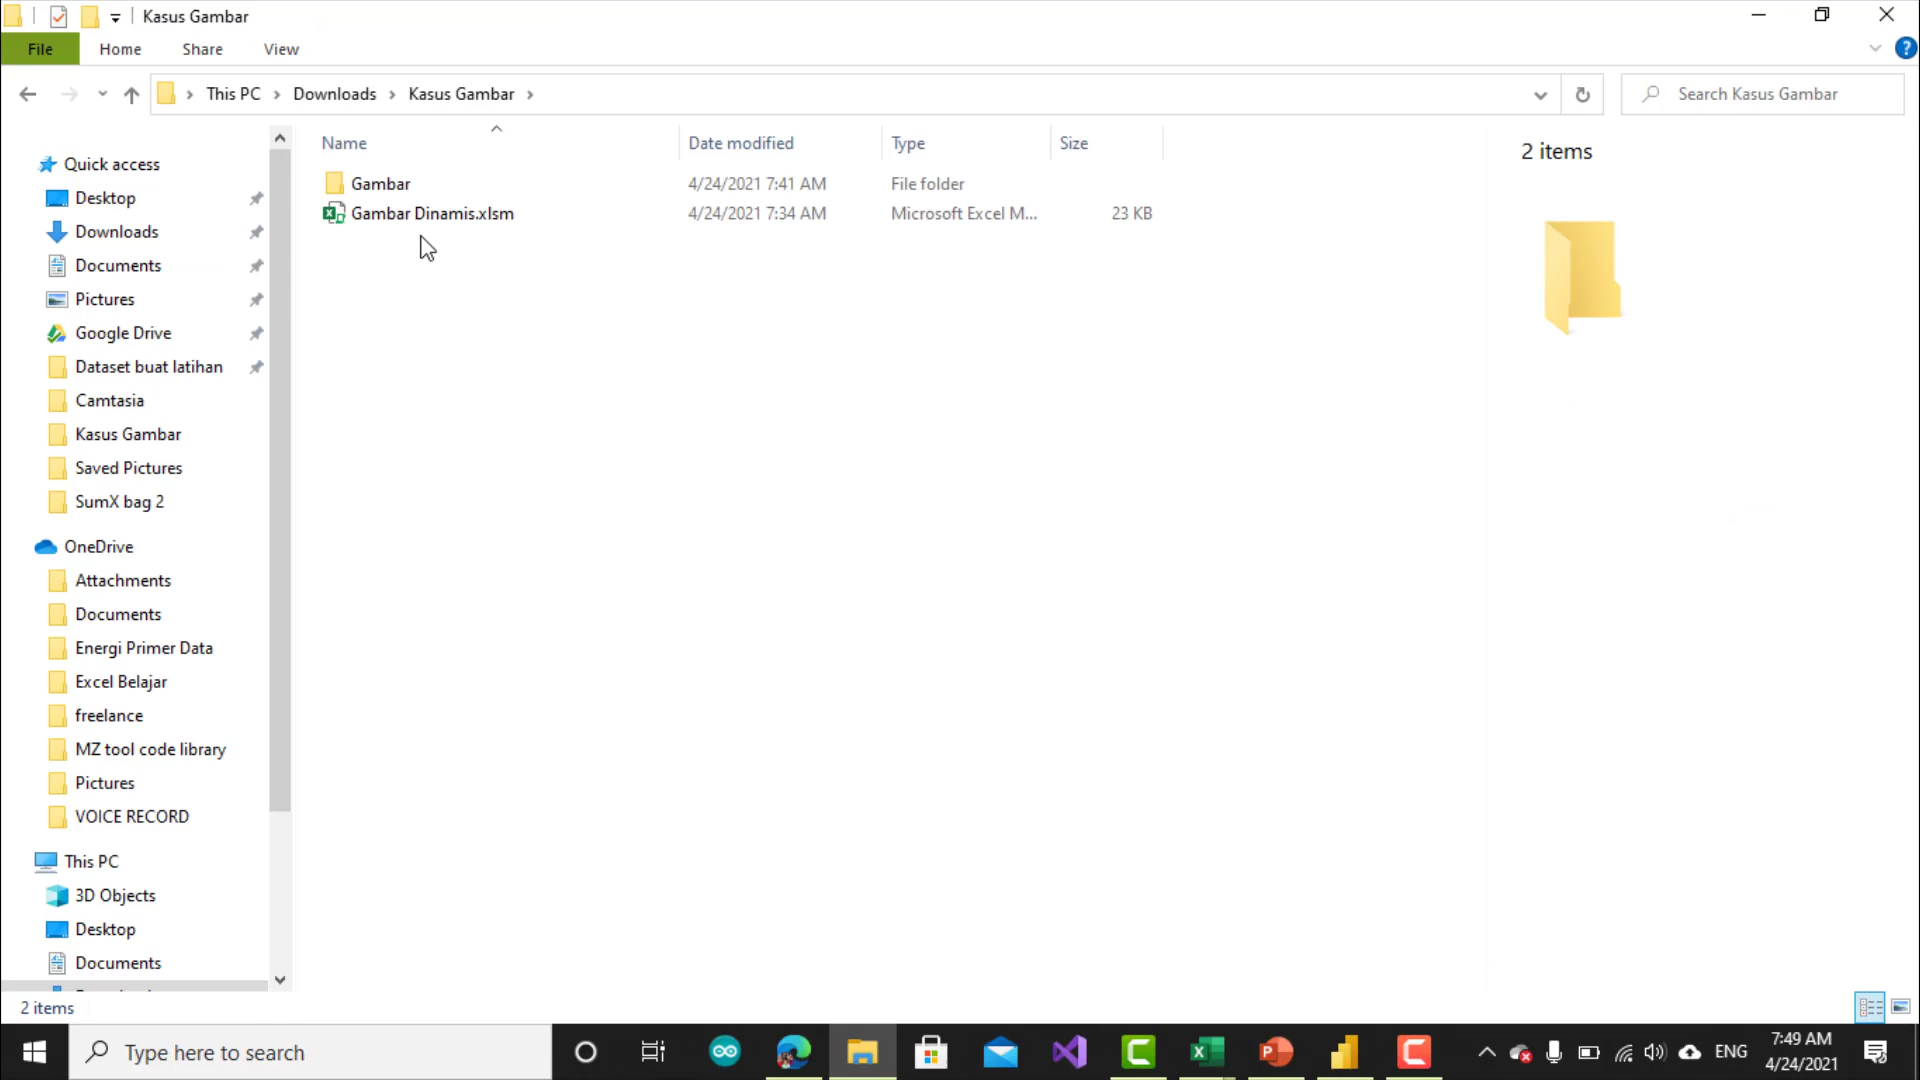 Kasus Gambar
File Home Share View
This PC Downloads Kasus Gambar
Search Kasus Gambar
Name Date modified Type Size
Gambar 4/24/2021 7:41 AM File folder
Gambar Dinamis.xlsm 4/24/2021 7:34 AM Microsoft Excel M... 23 KB
2 items
Quick access
Desktop
Downloads
Documents
Pictures
Google Drive
Dataset buat latihan
Camtasia
Kasus Gambar
Saved Pictures
SumX bag 2
OneDrive
Attachments
Documents
Energi Primer Data
Excel Belajar
freelance
MZ tool code library
Pictures
VOICE RECORD
This PC
3D Objects
Desktop
Documents
2 items
Type here to search
ENG
7:49 AM
4/24/2021